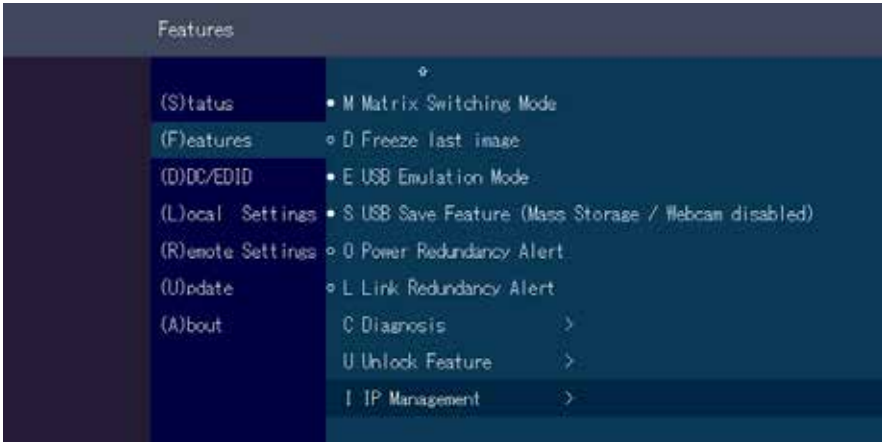 Features
(S)tatus
(F)eatures
(D)DC/EDID
(L)ocal Settings
(R)emote Settings
(U)pdate
(A)bout
M Matrix Switching Mode
D Freeze last image
E USB Emulation Mode
S USB Save Feature (Mass Storage / Webcam disabled)
O Power Redundancy Alert
L Link Redundancy Alert
C Diagnosis >
U Unlock Feature >
I IP Management >